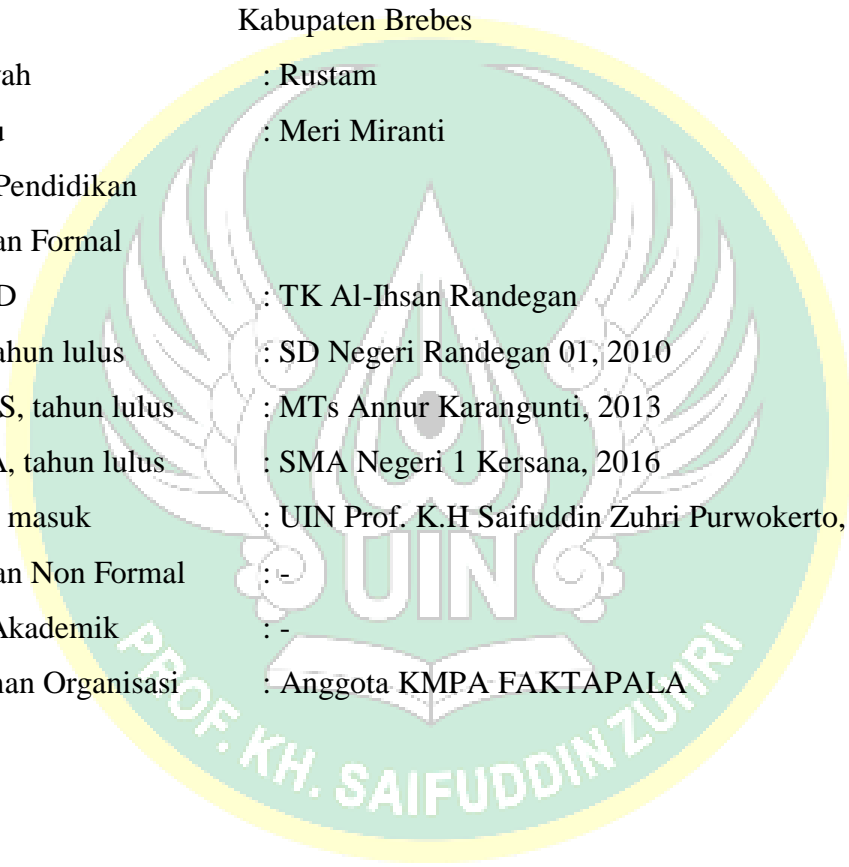 Kabupaten Brebes
ah : Rustam
: Meri Miranti
Pendidikan
an Formal
D : TK Al-Ihsan Randegan
ahun lulus : SD Negeri Randegan 01, 2010
S, tahun lulus : MTs Annur Karangunti, 2013
A, tahun lulus : SMA Negeri 1 Kersana, 2016
masuk : UIN Prof. K.H Saifuddin Zuhri Purwokerto,
an Non Formal : -
Akademik : -
nan Organisasi : Anggota KMPA FAKTAPALA
UIN
PROF. KH. SAIFUDDIN ZUHRI